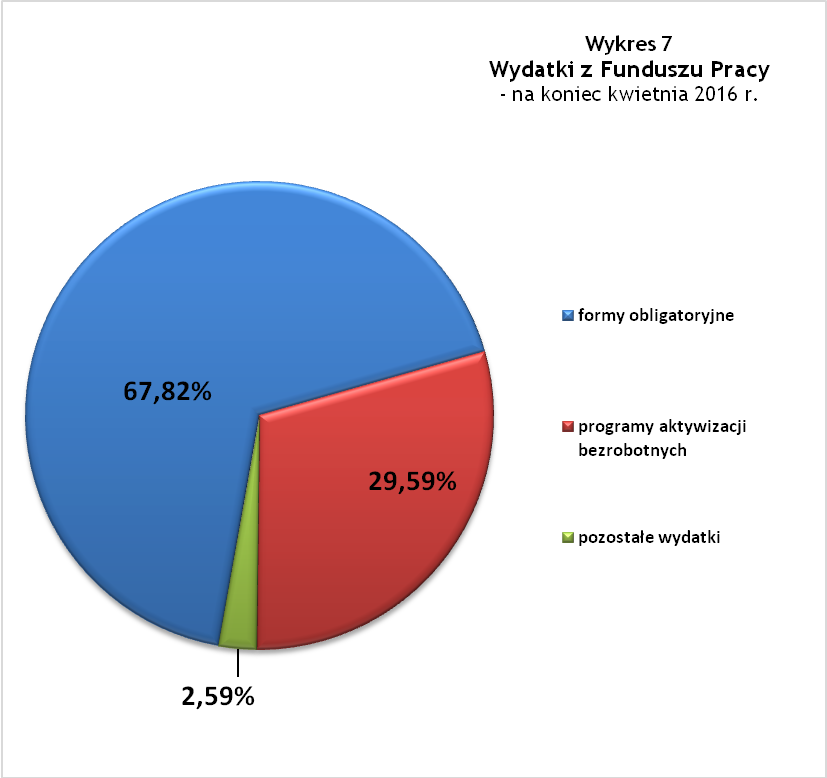 Wykres 7
Wydatki z Funduszu Pracy
- na koniec kwietnia 2016 r.
67,82%
29,59%
2,59%
formy obligatoryjne
programy aktywizacji
bezrobotnych
pozostałe wydatki